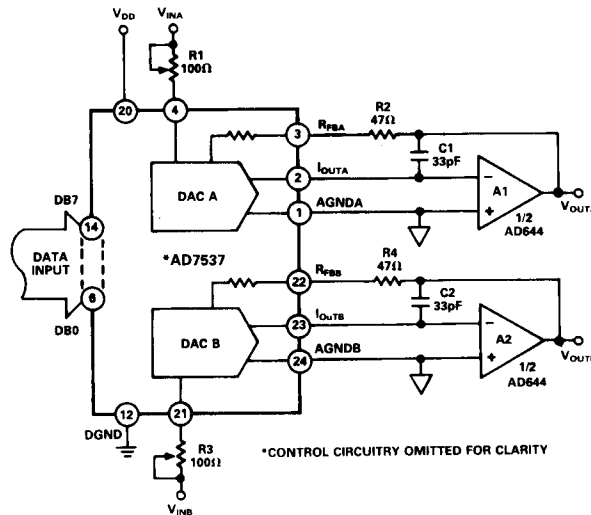 VDD
VINA
R1
100Ω
20
4
3
RFBA
R2
47Ω
C1
33pF
DAC A
2
IOUTA
1
AGNDA
A1
−
+
1/2
AD644
VOUTA
DB7
14
DATA
INPUT
6
DB0
*AD7537
22
RFBB
R4
47Ω
C2
33pF
DAC B
23
IOUTB
24
AGNDB
A2
−
+
1/2
AD644
VOUTB
12
DGND
21
R3
100Ω
VINB
*CONTROL CIRCUITRY OMITTED FOR CLARITY